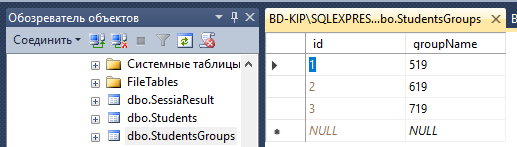 Обозреватель объектов
Соединить
Системные таблицы
FileTables
dbo.SessiaResult
dbo.Students
dbo.StudentsGroups
BD-KIP\SQLEXPRES...bo.StudentsGroups
id groupName
1 519
2 619
3 719
NULL NULL